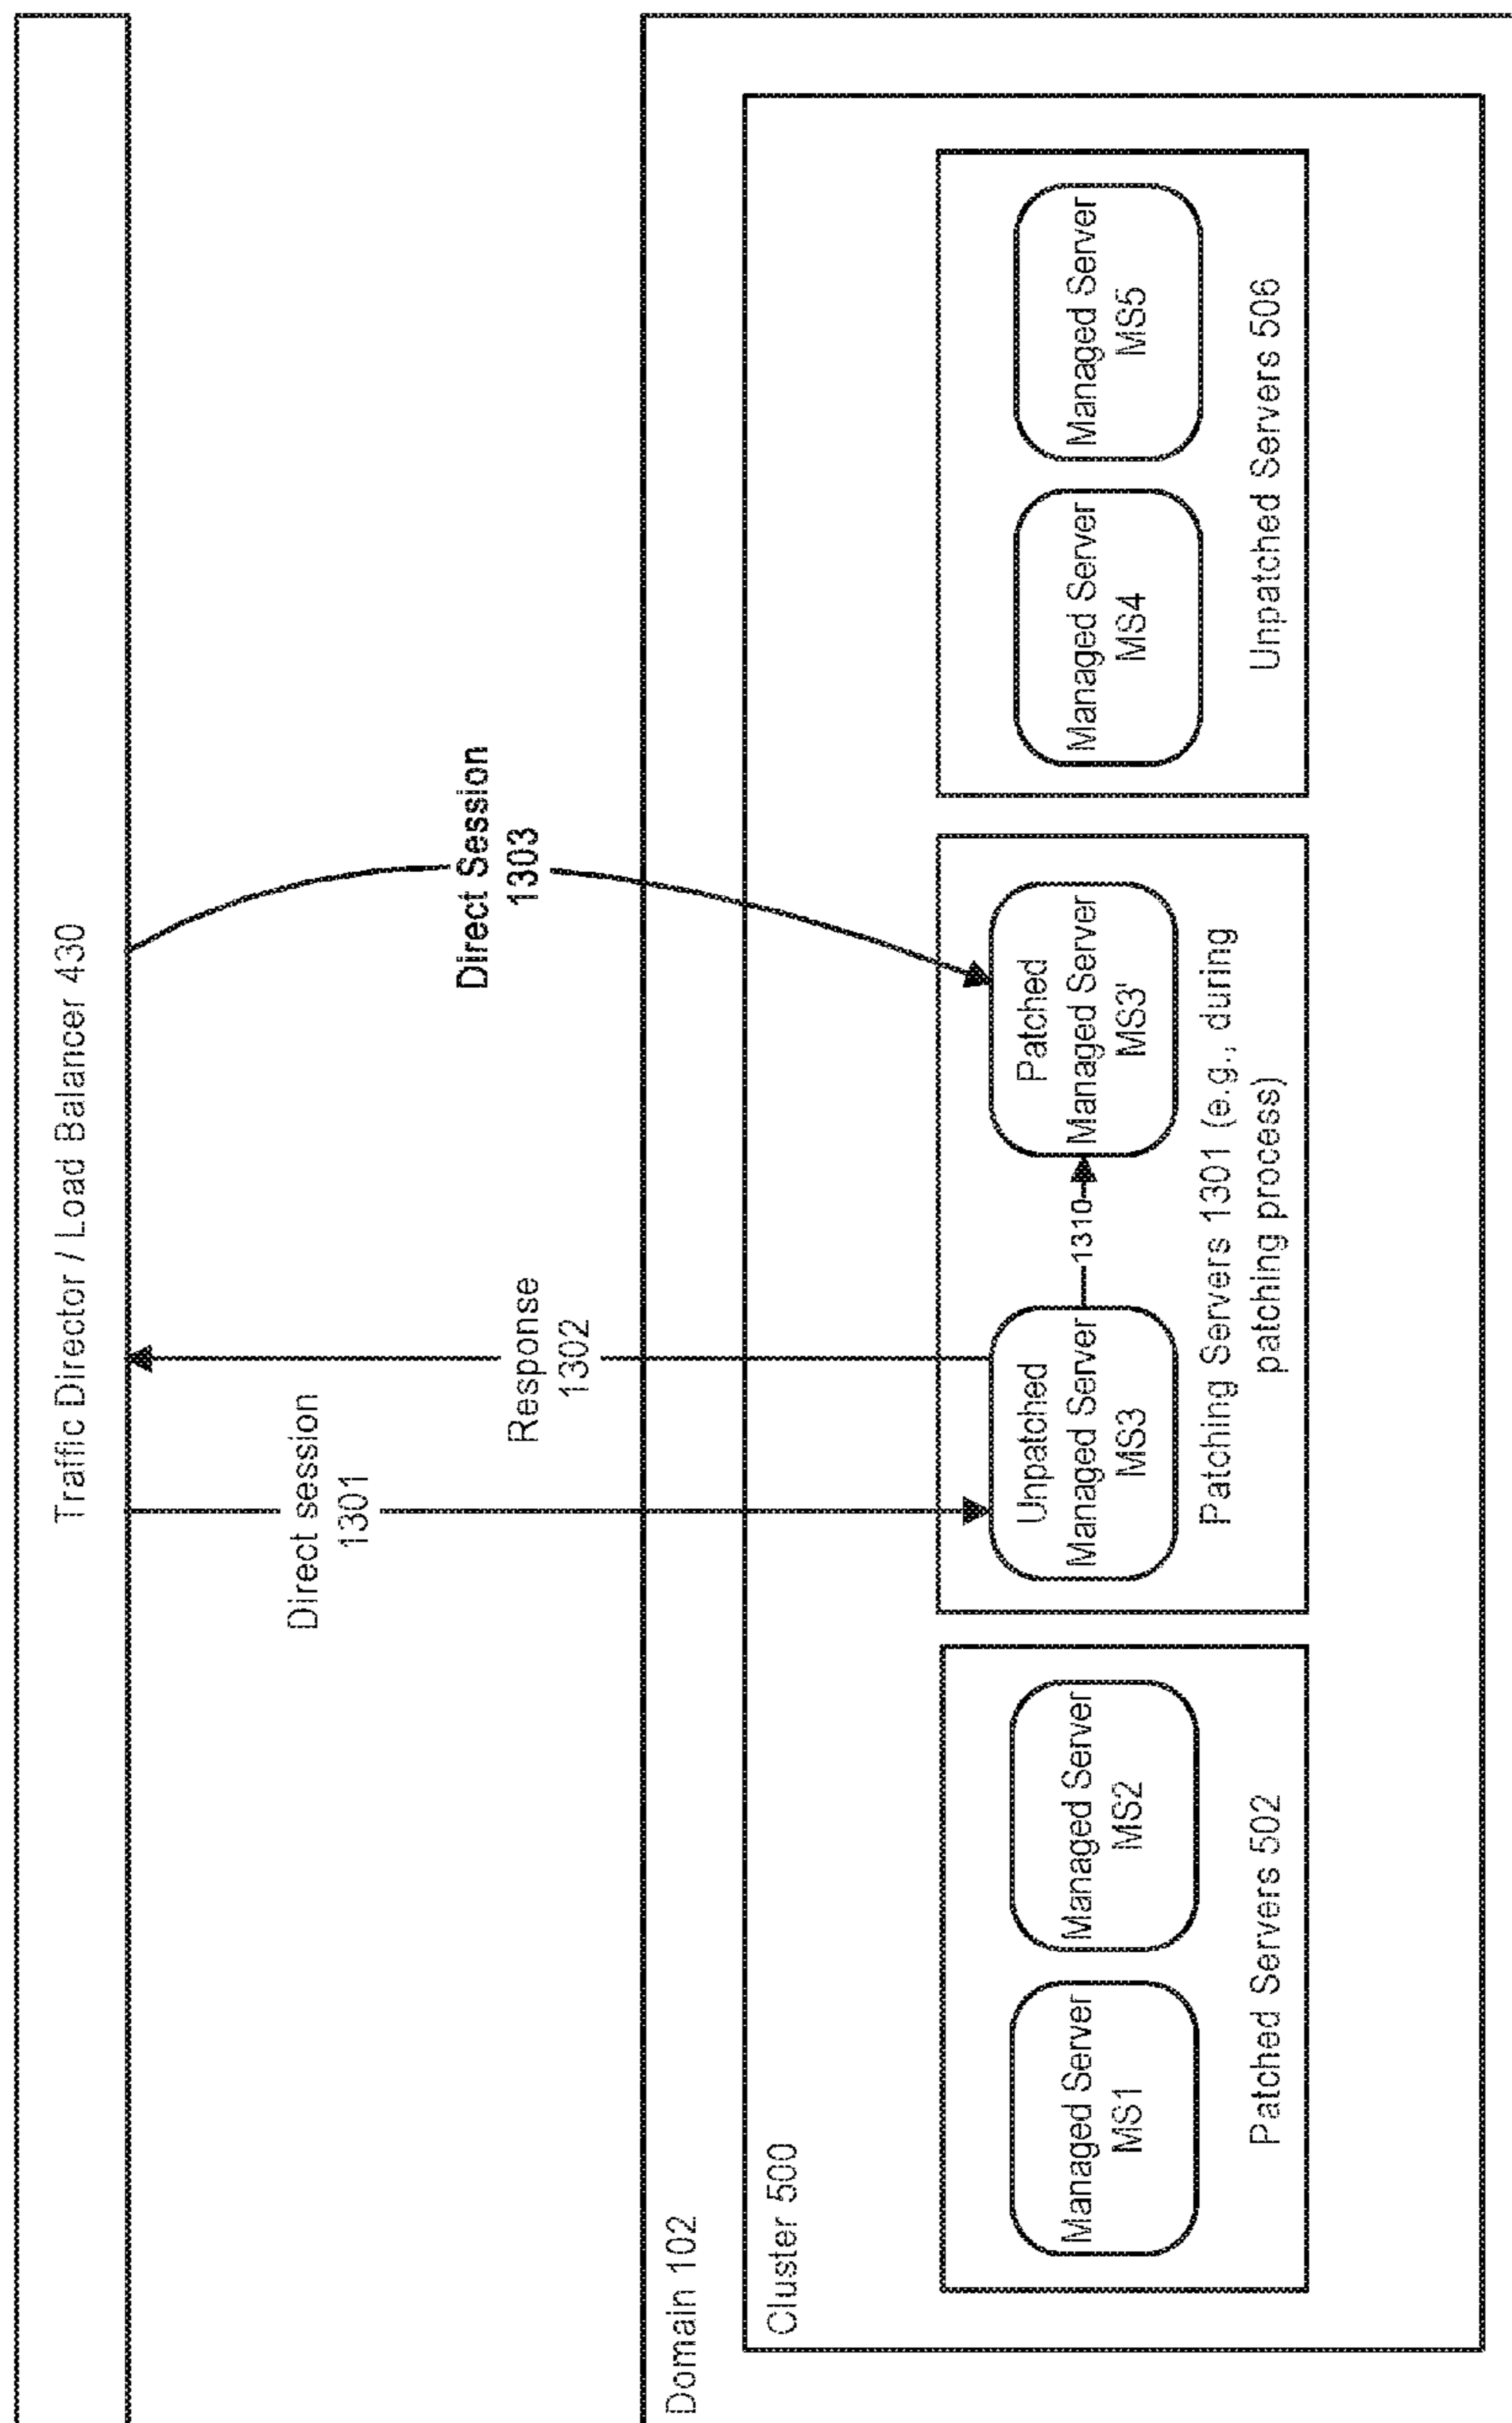 Traffic Director / Load Balancer 430
Direct session
1301
Response
1302
Direct Session
1303
Domain 102
Cluster 500
Managed Server
MS1
Managed Server
MS2
Patched Servers 502
Unpatched
Managed Server
MS3
1310
Patched
Managed Server
MS3'
Patching Servers 1301 (e.g., during
patching process)
Managed Server
MS4
Managed Server
MS5
Unpatched Servers 506